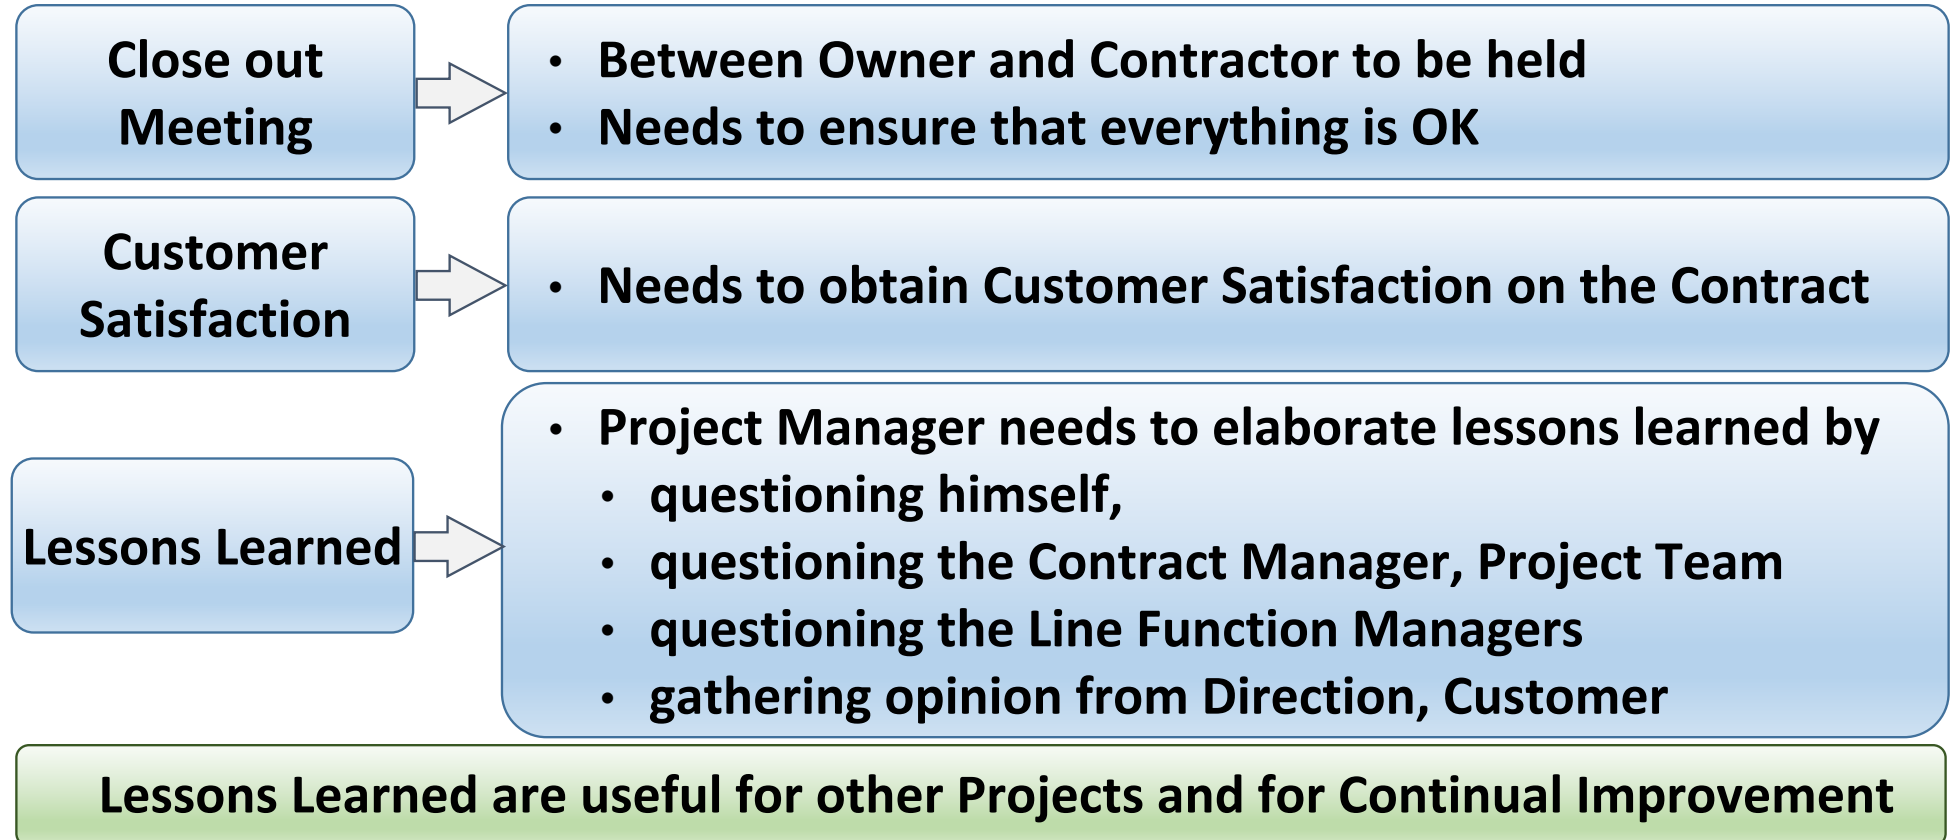 Close out
Meeting
• Between Owner and Contractor to be held
• Needs to ensure that everything is OK
Customer
Satisfaction
• Needs to obtain Customer Satisfaction on the Contract
Lessons Learned
• Project Manager needs to elaborate lessons learned by
• questioning himself,
• questioning the Contract Manager, Project Team
• questioning the Line Function Managers
• gathering opinion from Direction, Customer
Lessons Learned are useful for other Projects and for Continual Improvement